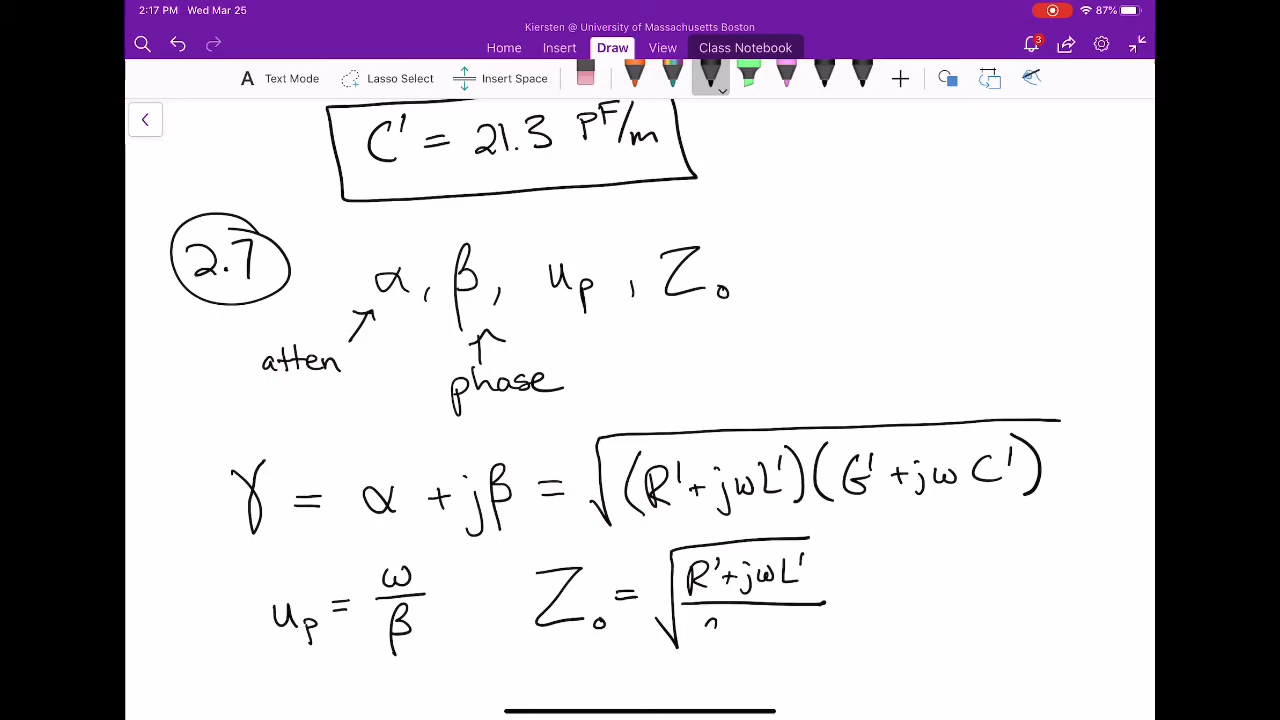 2:17 PM Wed Mar 25
87%
Kiersten @ University of Massachusetts Boston
Home Insert Draw View Class Notebook
3
Text Mode Lasso Select Insert Space
C' = 21.3 pF/m
2.7
α, β, up, Z₀
atten
phase
γ = α + jβ = √(R'+jωL')(G'+jωC')
up = ω/β Z₀ = √R'+jωL'